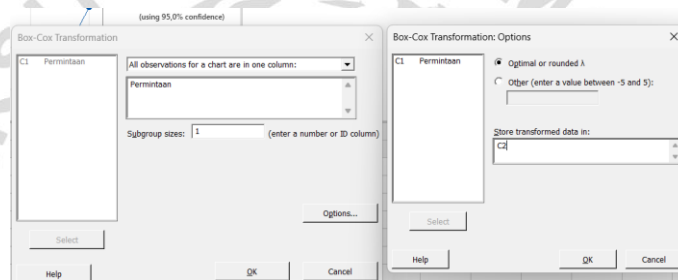 (using 95,0% confidence)
Box-Cox Transformation
C1 Permintaan
All observations for a chart are in one column:
Permintaan
Subgroup sizes: 1 (enter a number or ID column)
Options...
Select
Help
OK
Cancel
Box-Cox Transformation: Options
C1 Permintaan
Optimal or rounded λ
Other (enter a value between -5 and 5):
Store transformed data in:
C2
Select
Help
OK
Cancel